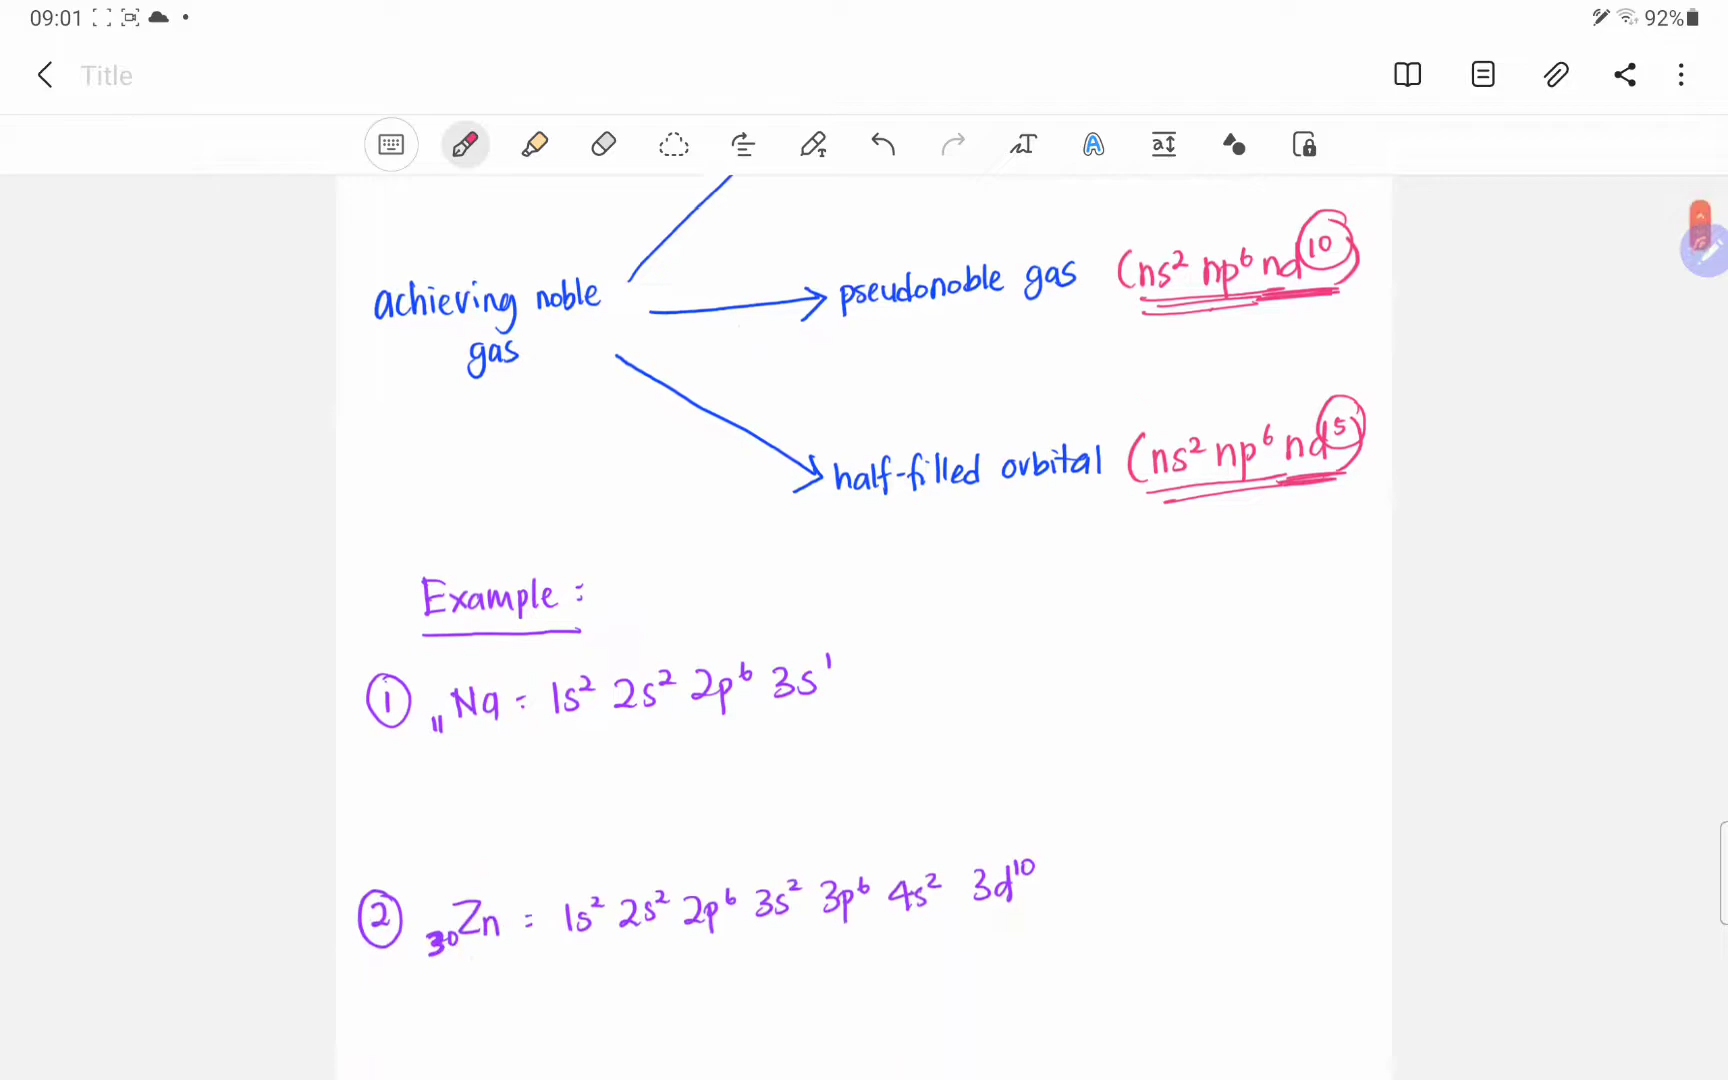 09:01
92%
Title
pseudonoble gas (ns² np⁶ nd¹⁰)
achieving noble
gas
half-filled orbital (ns² np⁶ nd⁵)
Example :
① ₁₁Na = 1s² 2s² 2p⁶ 3s¹
② ₃₀Zn = 1s² 2s² 2p⁶ 3s² 3p⁶ 4s² 3d¹⁰